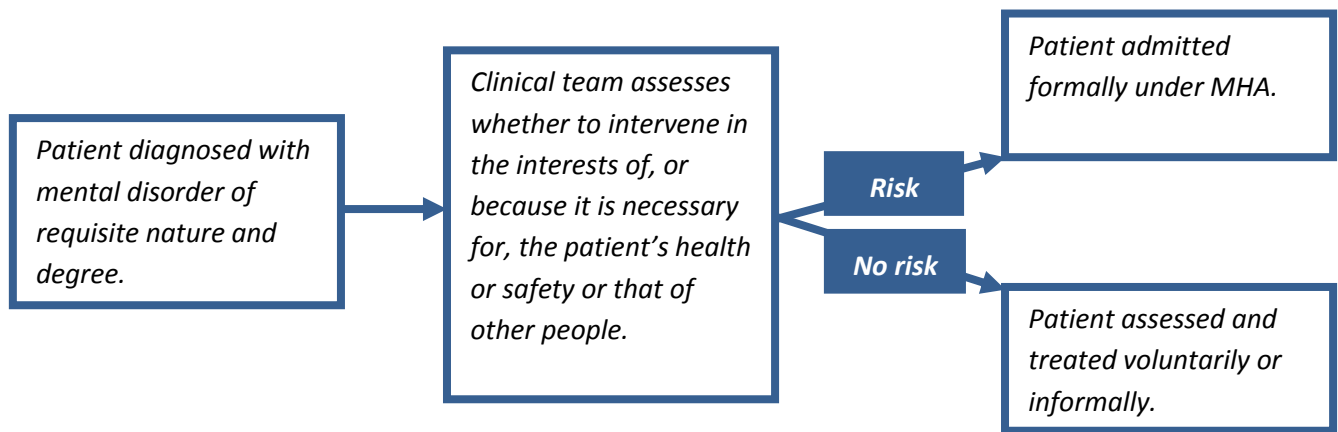 Patient diagnosed with
mental disorder of
requisite nature and
degree.
Clinical team assesses
whether to intervene in
the interests of, or
because it is necessary
for, the patient’s health
or safety or that of
other people.
Risk
No risk
Patient admitted
formally under MHA.
Patient assessed and
treated voluntarily or
informally.